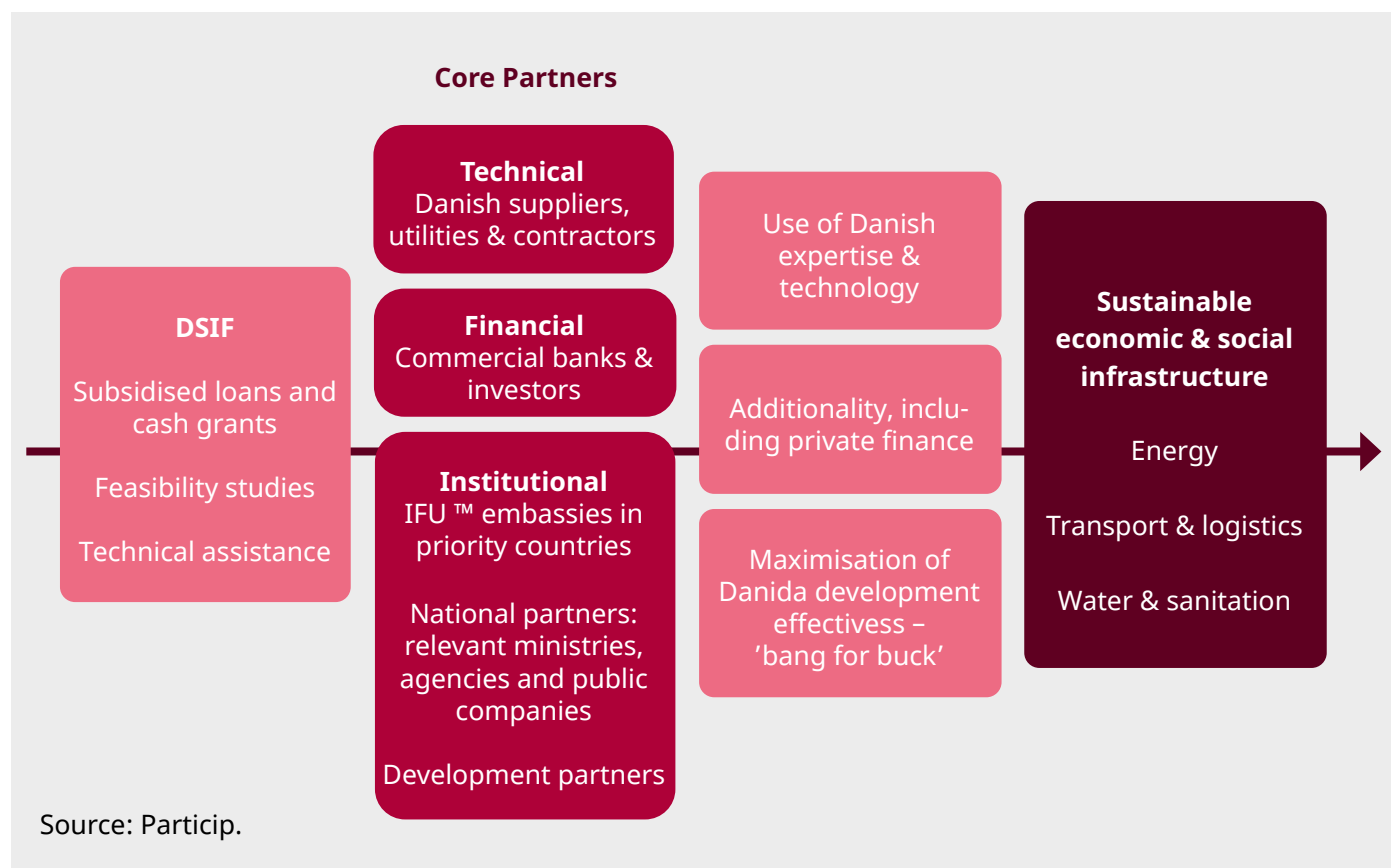 Core Partners
DSIF
Subsidised loans and
cash grants
Feasibility studies
Technical assistance
Technical
Danish suppliers,
utilities & contractors
Financial
Commercial banks &
investors
Institutional
IFU ™ embassies in
priority countries
National partners:
relevant ministries,
agencies and public
companies
Development partners
Use of Danish
expertise &
technology
Additionality, inclu-
ding private finance
Maximisation of
Danida development
effectivess –
’bang for buck’
Sustainable
economic & social
infrastructure
Energy
Transport & logistics
Water & sanitation
Source: Particip.